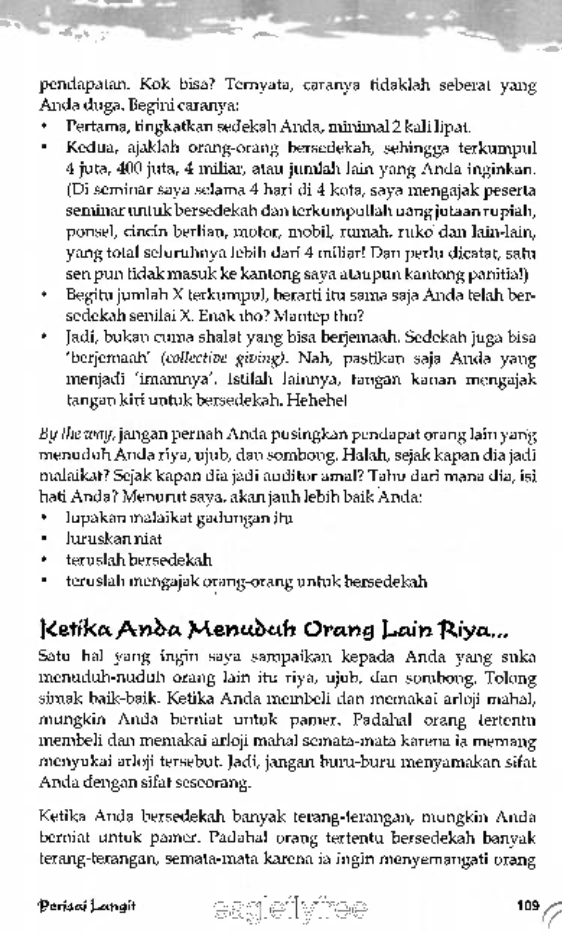 pendapatan. Kok bisa? Ternyata, caranya tidaklah seberat yang
Anda duga. Begini caranya:
• Pertama, tingkatkan sedekah Anda, minimal 2 kali lipat.
• Kedua, ajaklah orang-orang bersedekah, sehingga terkumpul
4 juta, 400 juta, 4 miliar, atau jumlah lain yang Anda inginkan.
(Di seminar saya selama 4 hari di 4 kota, saya mengajak peserta
seminar untuk bersedekah dan terkumpullah uang jutaan rupiah,
ponsel, cincin berlian, motor, mobil, rumah, ruko dan lain-lain,
yang total seluruhnya lebih dari 4 miliar! Dan perlu dicatat, satu
sen pun tidak masuk ke kantong saya ataupun kantong panitia!)
• Begitu jumlah X terkumpul, berarti itu sama saja Anda telah ber-
sedekah senilai X. Enak tho? Mantep tho?
• Jadi, bukan cuma shalat yang bisa berjemaah. Sedekah juga bisa
'berjemaah' (collective giving). Nah, pastikan saja Anda yang
menjadi 'imamnya'. Istilah lainnya, tangan kanan mengajak
tangan kiri untuk bersedekah. Hehehe!
By the way, jangan pernah Anda pusingkan pendapat orang lain yang
menuduh Anda riya, ujub, dan sombong. Halah, sejak kapan dia jadi
malaikat? Sejak kapan dia jadi auditor amal? Tahu dari mana dia, isi
hati Anda? Menurut saya, akan jauh lebih baik Anda:
• lupakan malaikat gadungan itu
• luruskan niat
• teruslah bersedekah
• teruslah mengajak orang-orang untuk bersedekah
Ketika Anda Menuduh Orang Lain Riya...
Satu hal yang ingin saya sampaikan kepada Anda yang suka
menuduh-nuduh orang lain itu riya, ujub, dan sombong. Tolong
simak baik-baik. Ketika Anda membeli dan memakai arloji mahal,
mungkin Anda berniat untuk pamer. Padahal orang tertentu
membeli dan memakai arloji mahal semata-mata karena ia memang
menyukai arloji tersebut. Jadi, jangan buru-buru menyamakan sifat
Anda dengan sifat seseorang.
Ketika Anda bersedekah banyak terang-terangan, mungkin Anda
berniat untuk pamer. Padahal orang tertentu bersedekah banyak
terang-terangan, semata-mata karena ia ingin menyemangati orang
Perisai Langit eagleflyfree 109